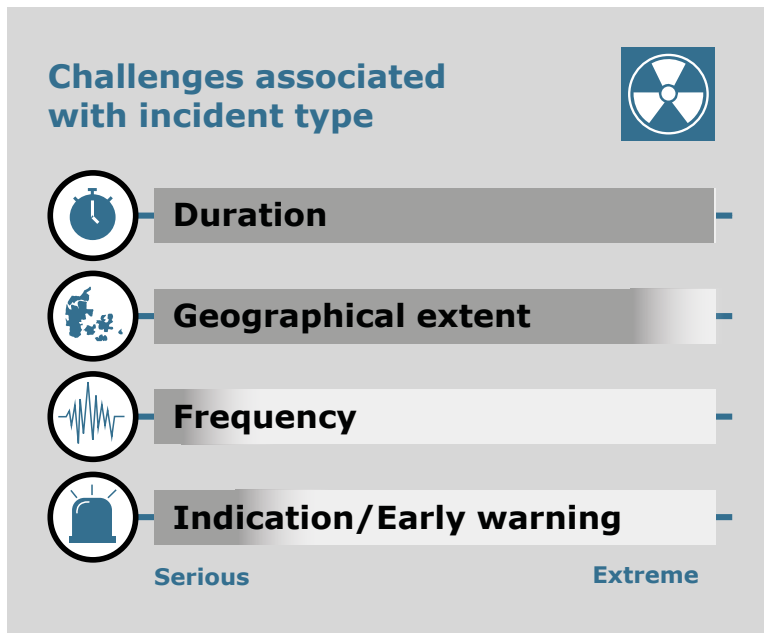 Challenges associated
with incident type
Duration
Geographical extent
Frequency
Indication/Early warning
Serious
Extreme